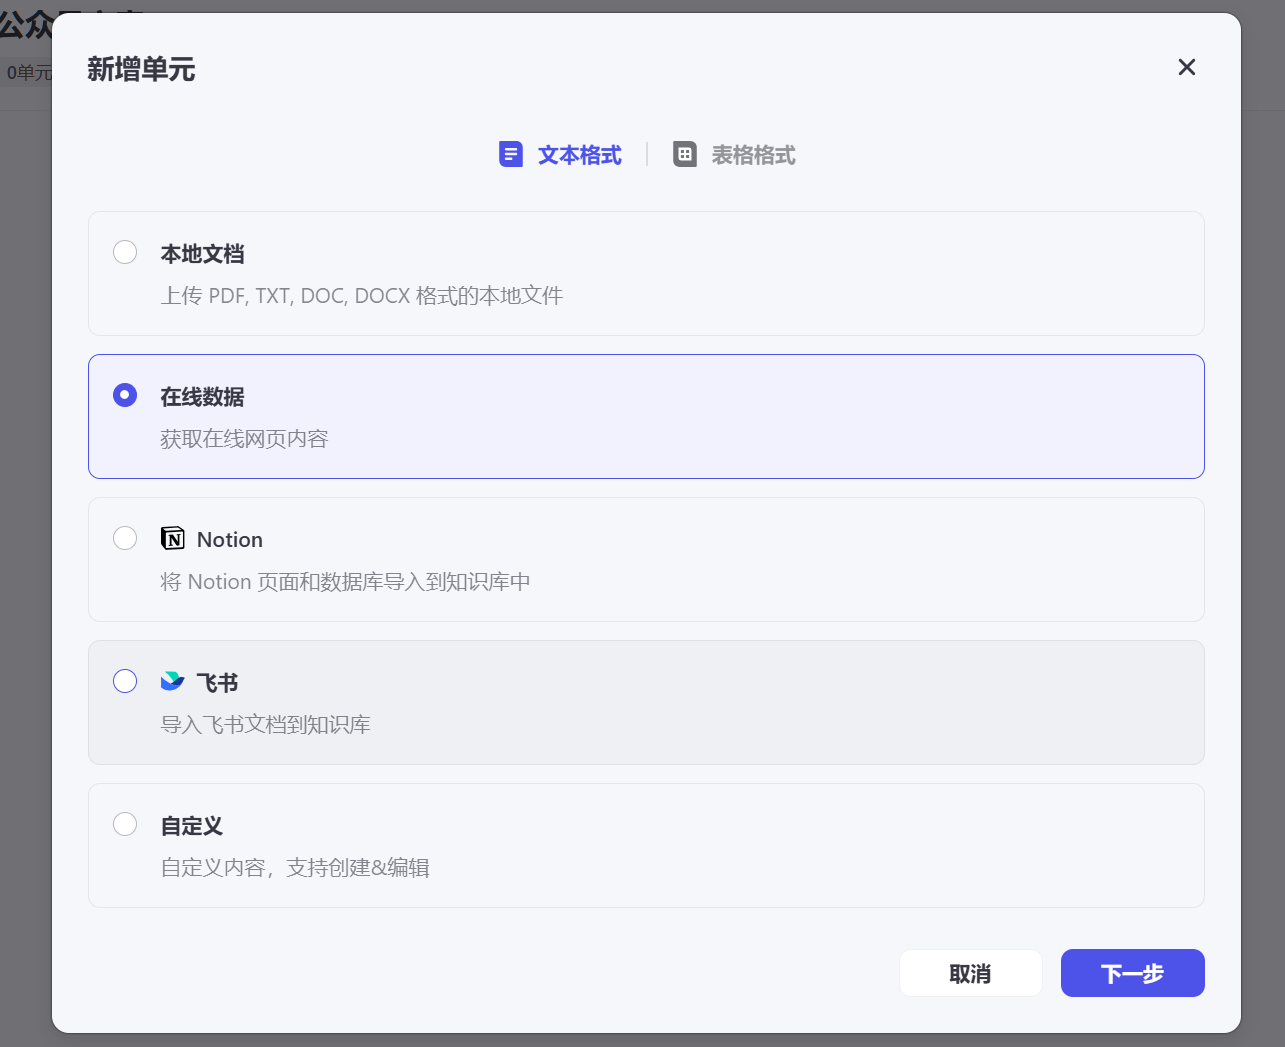 公众
0单元
新增单元
文本格式
表格格式
本地文档
上传 PDF, TXT, DOC, DOCX 格式的本地文件
在线数据
获取在线网页内容
Notion
将 Notion 页面和数据库导入到知识库中
飞书
导入飞书文档到知识库
自定义
自定义内容，支持创建&编辑
取消
下一步